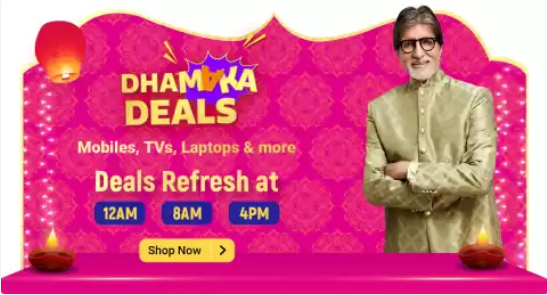 DHAMAKA
DEALS
Mobiles, TVs, Laptops & more
Deals Refresh at
12AM 8AM 4PM
Shop Now >